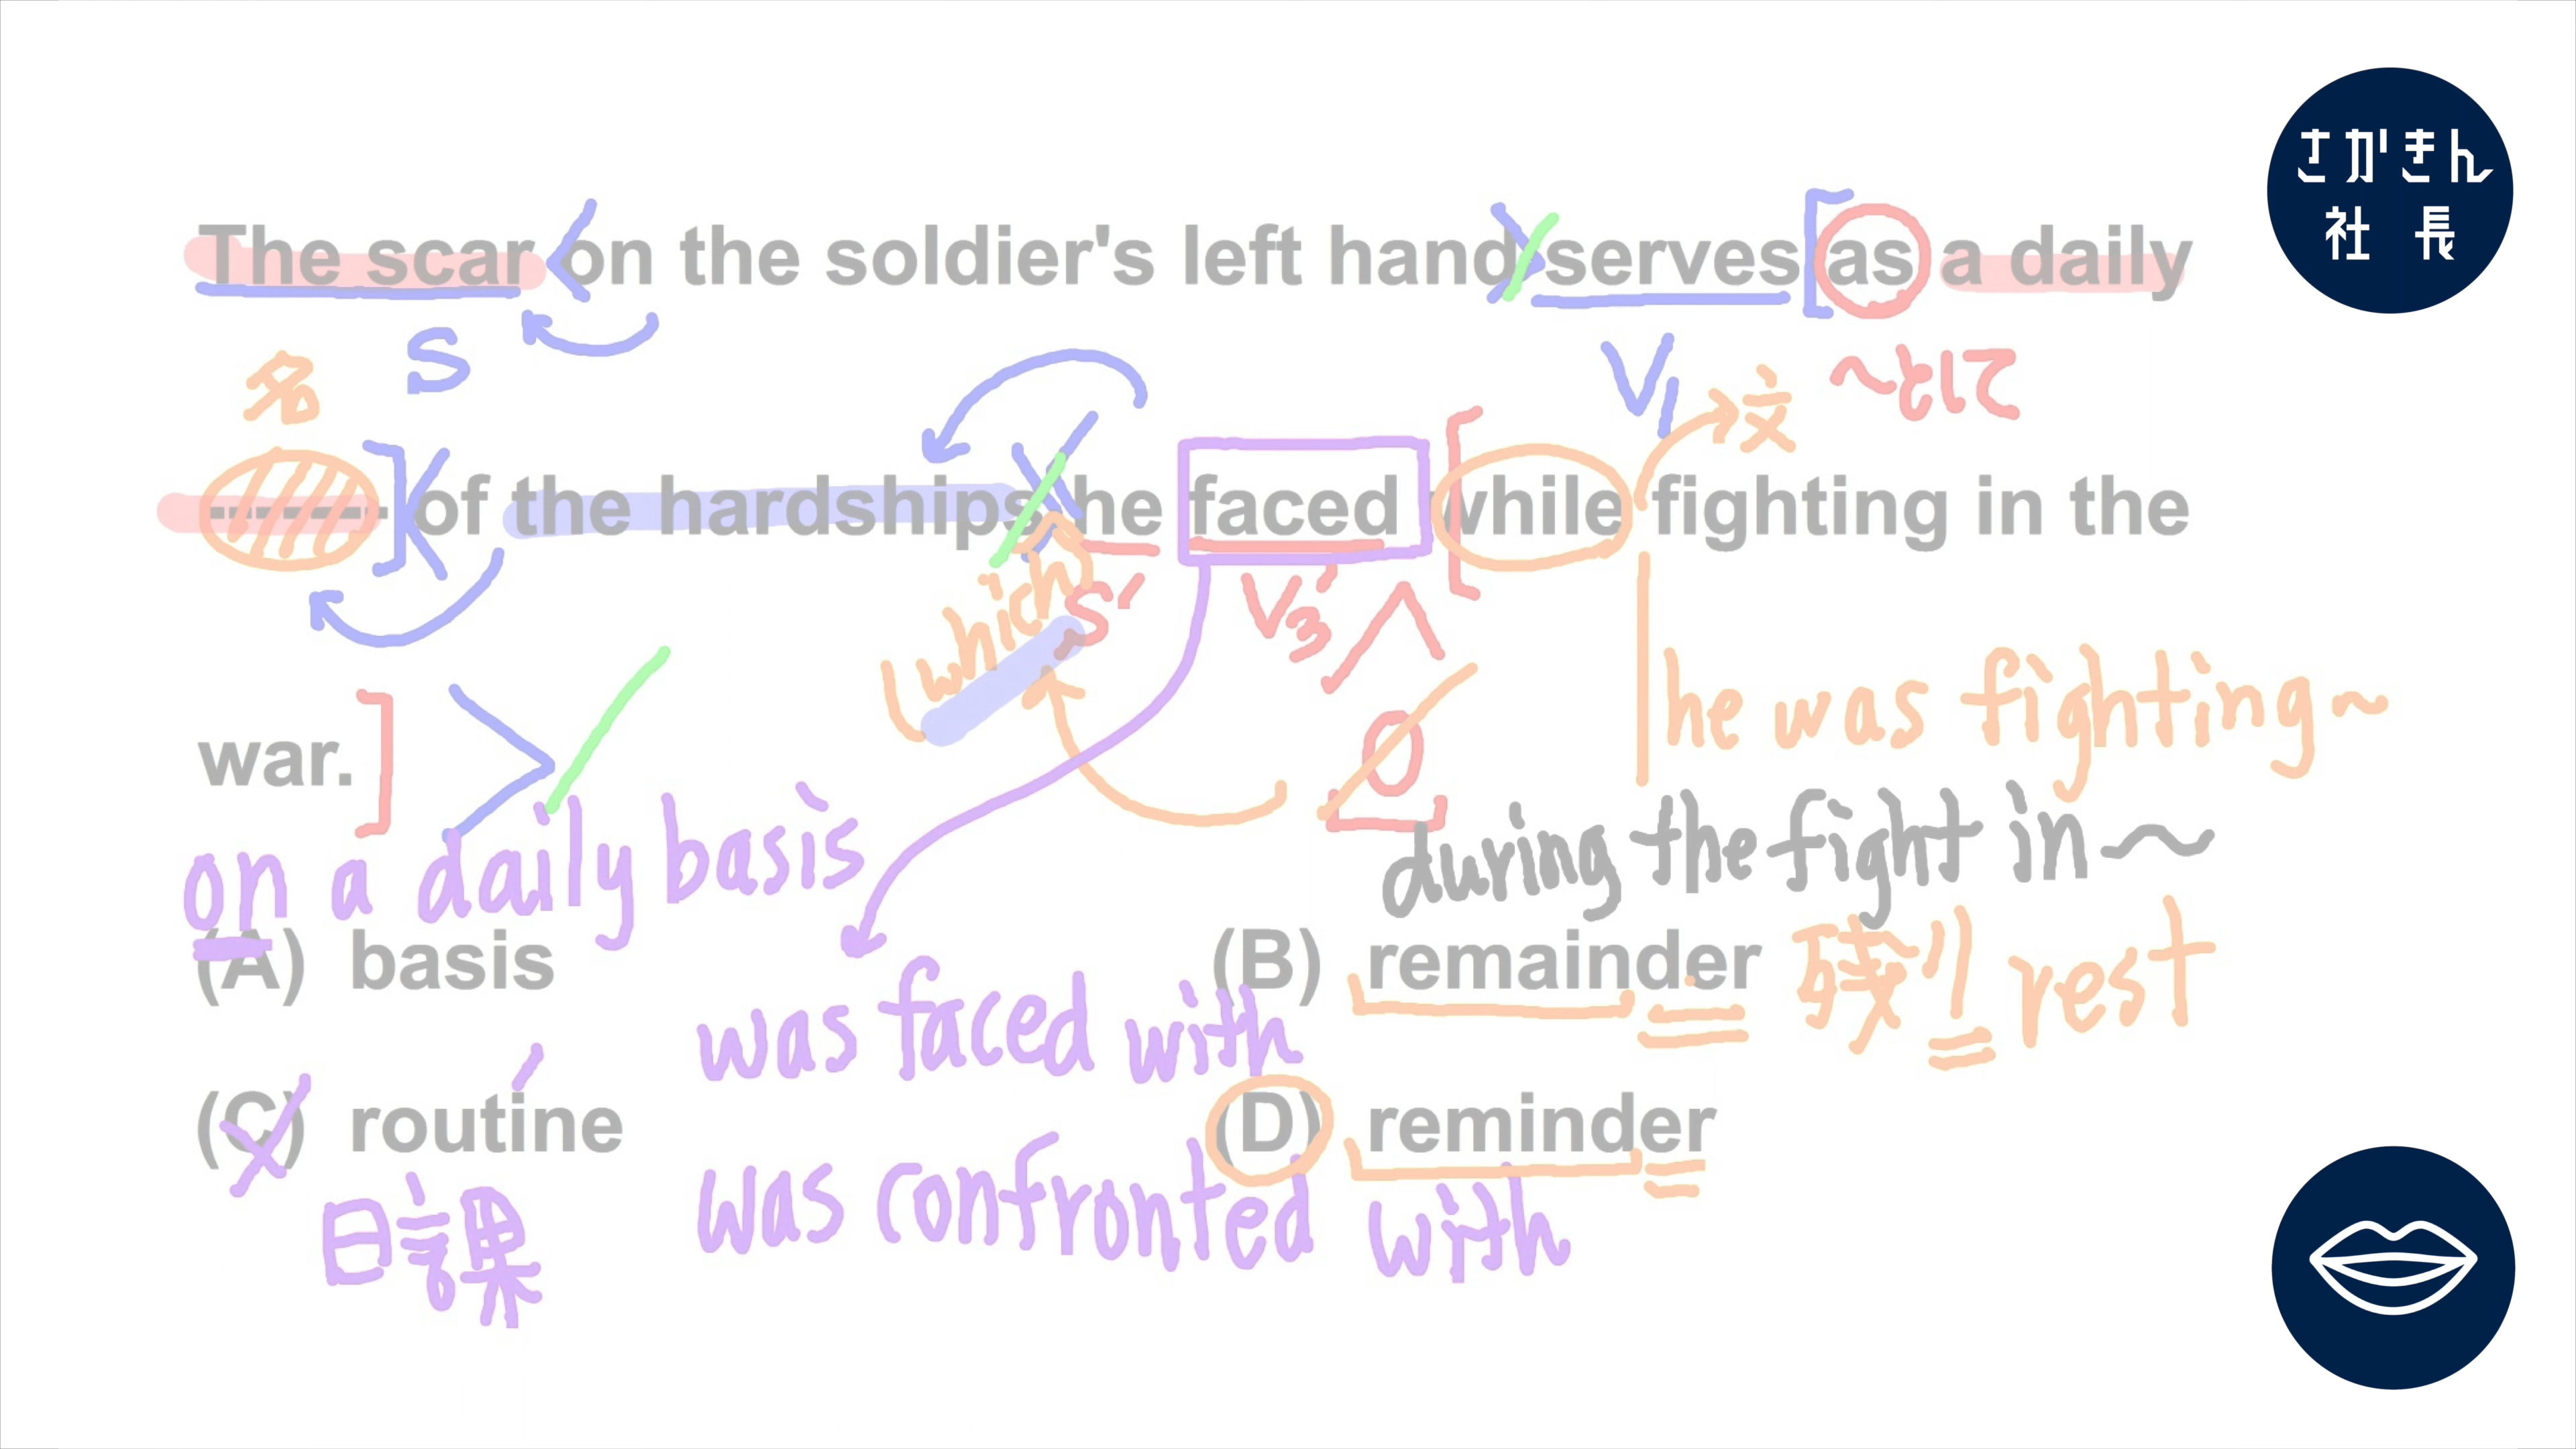 さかきん
社長
The scar on the soldier's left hand serves as a daily
S
V1
~として
名
文
-------- of the hardships he faced while fighting in the
(which)
S'
V3'
O
he was fighting~
war.
on a daily basis
during the fight in~
(A) basis
(B) remainder 残り rest
was faced with
(C) routine
(D) reminder
日課
was confronted with